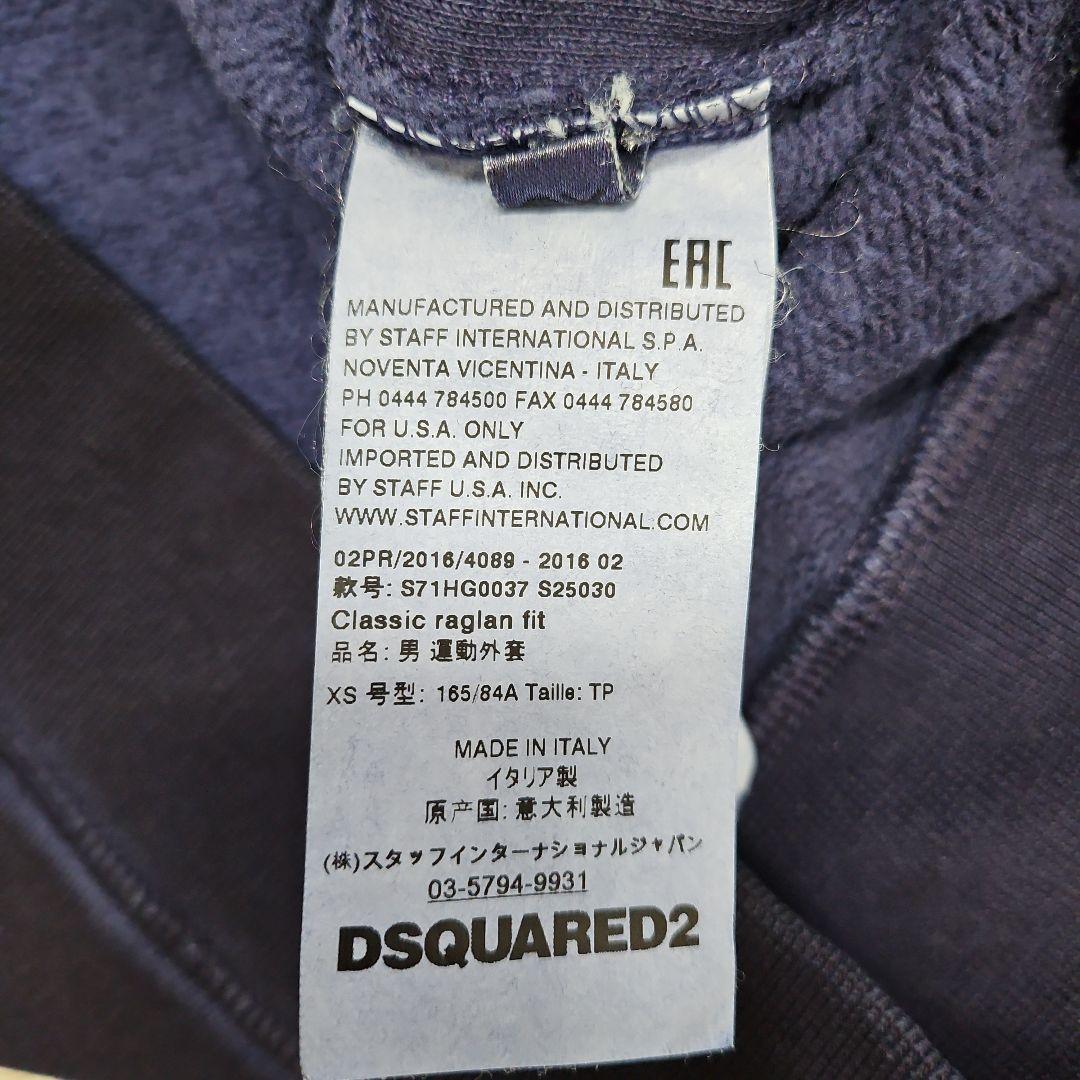 EAC
MANUFACTURED AND DISTRIBUTED
BY STAFF INTERNATIONAL S.P.A.
NOVENTA VICENTINA - ITALY
PH 0444 784500 FAX 0444 784580
FOR U.S.A. ONLY
IMPORTED AND DISTRIBUTED
BY STAFF U.S.A. INC.
WWW.STAFFINTERNATIONAL.COM
02PR/2016/4089 - 2016 02
款号: S71HG0037 S25030
Classic raglan fit
品名: 男 運動外套
XS 号型: 165/84A Taille: TP
MADE IN ITALY
イタリア製
原产国: 意大利製造
(株)スタッフインターナショナルジャパン
03-5794-9931
DSQUARED2